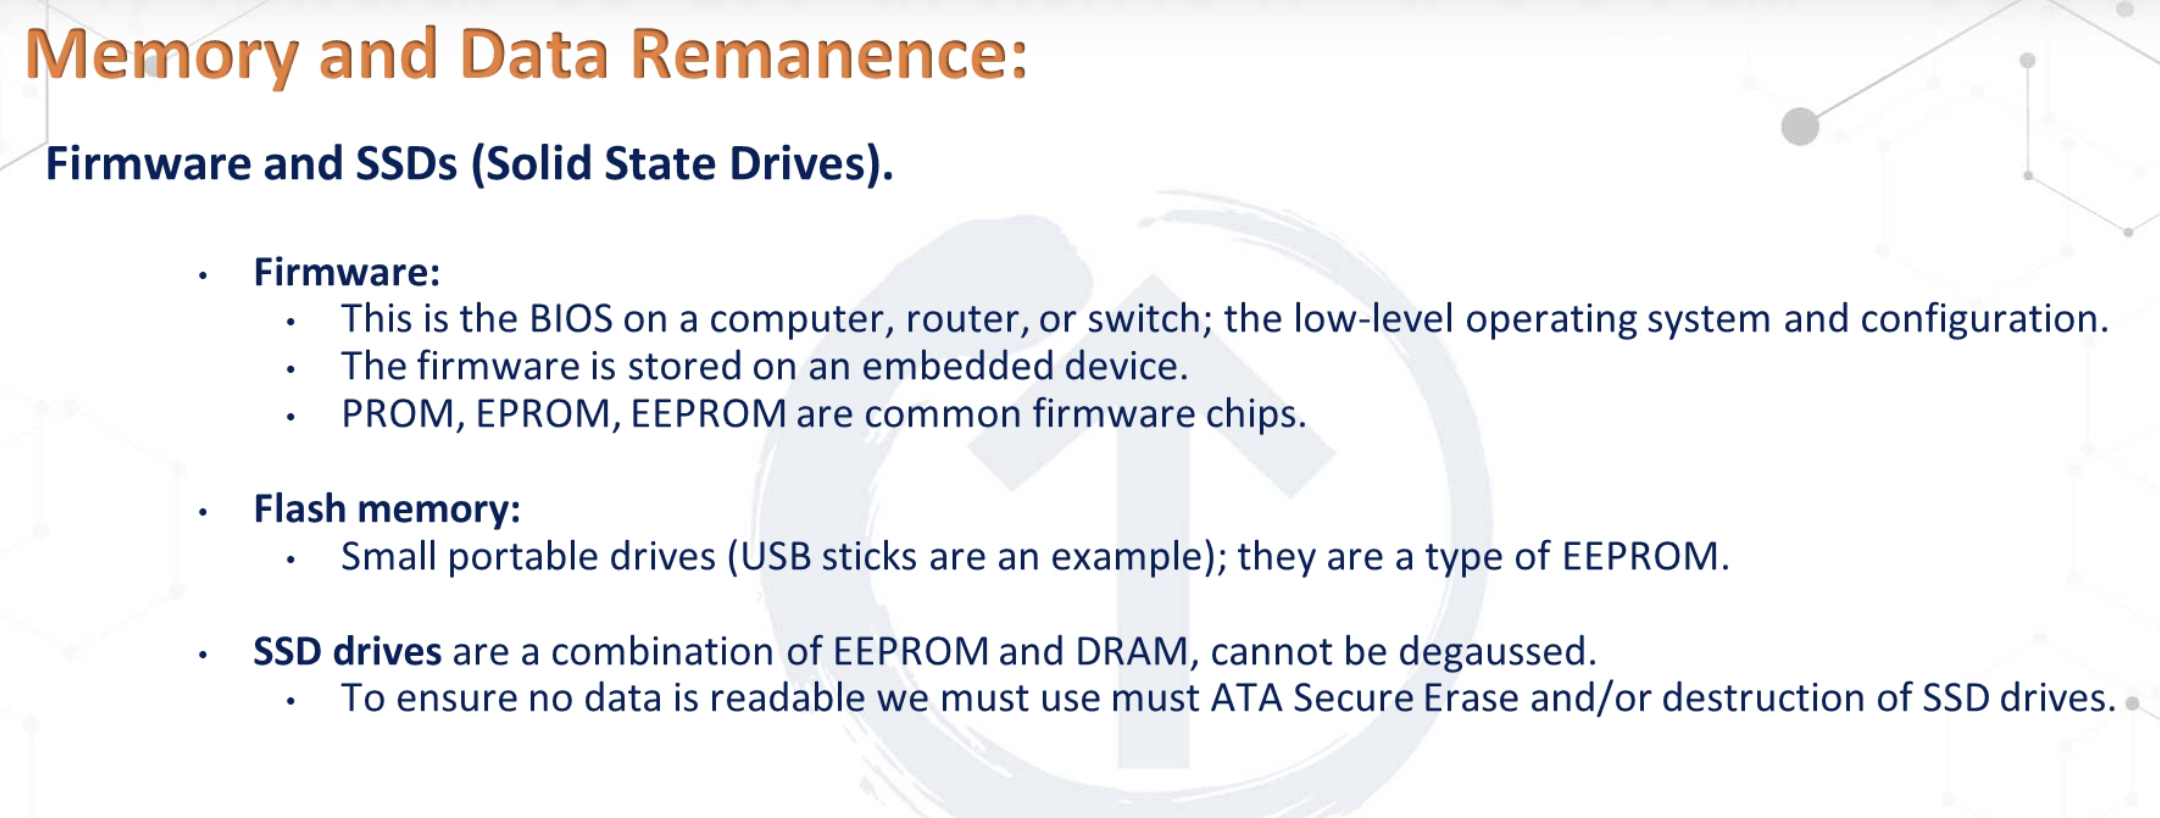 Memory and Data Remanence:
Firmware and SSDs (Solid State Drives).
• Firmware:
• This is the BIOS on a computer, router, or switch; the low-level operating system and configuration.
• The firmware is stored on an embedded device.
• PROM, EPROM, EEPROM are common firmware chips.
• Flash memory:
• Small portable drives (USB sticks are an example); they are a type of EEPROM.
• SSD drives are a combination of EEPROM and DRAM, cannot be degaussed.
• To ensure no data is readable we must use must ATA Secure Erase and/or destruction of SSD drives.